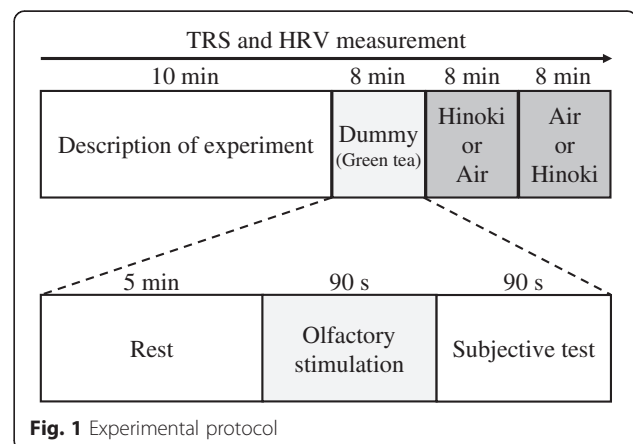 TRS and HRV measurement
10 min 8 min 8 min 8 min
Description of experiment
Dummy
(Green tea)
Hinoki
or
Air
Air
or
Hinoki
5 min 90 s 90 s
Rest
Olfactory
stimulation
Subjective test
Fig. 1 Experimental protocol